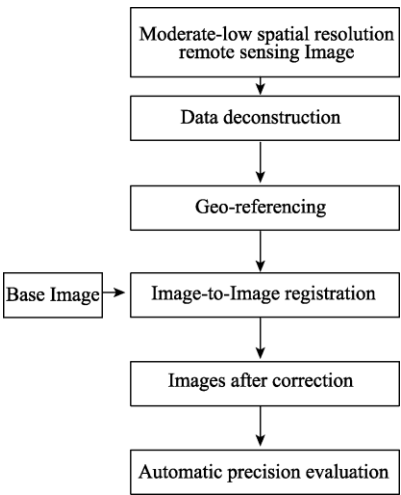 Moderate-low spatial resolution
remote sensing Image
Data deconstruction
Geo-referencing
Base Image
Image-to-Image registration
Images after correction
Automatic precision evaluation